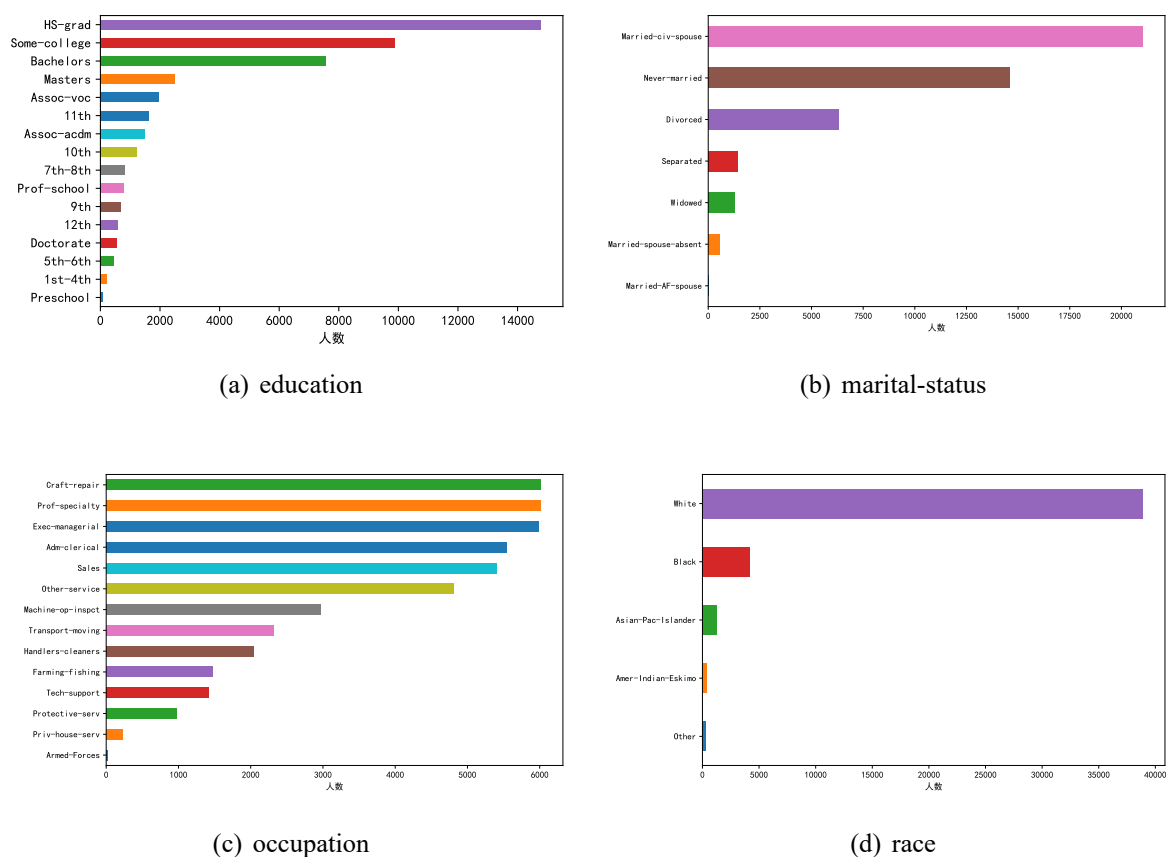 HS-grad
Some-college
Bachelors
Masters
Assoc-voc
11th
Assoc-acdm
10th
7th-8th
Prof-school
9th
12th
Doctorate
5th-6th
1st-4th
Preschool
0 2000 4000 6000 8000 10000 12000 14000
人数
(a) education
Married-civ-spouse
Never-married
Divorced
Separated
Widowed
Married-spouse-absent
Married-AF-spouse
0 2500 5000 7500 10000 12500 15000 17500 20000
人数
(b) marital-status
Craft-repair
Prof-specialty
Exec-managerial
Adm-clerical
Sales
Other-service
Machine-op-inspct
Transport-moving
Handlers-cleaners
Farming-fishing
Tech-support
Protective-serv
Priv-house-serv
Armed-Forces
0 1000 2000 3000 4000 5000 6000
人数
(c) occupation
White
Black
Asian-Pac-Islander
Amer-Indian-Eskimo
Other
0 5000 10000 15000 20000 25000 30000 35000 40000
人数
(d) race